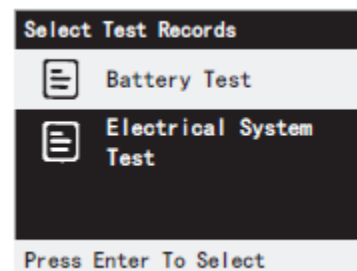 Select Test Records
Battery Test
Electrical System
Test
Press Enter To Select